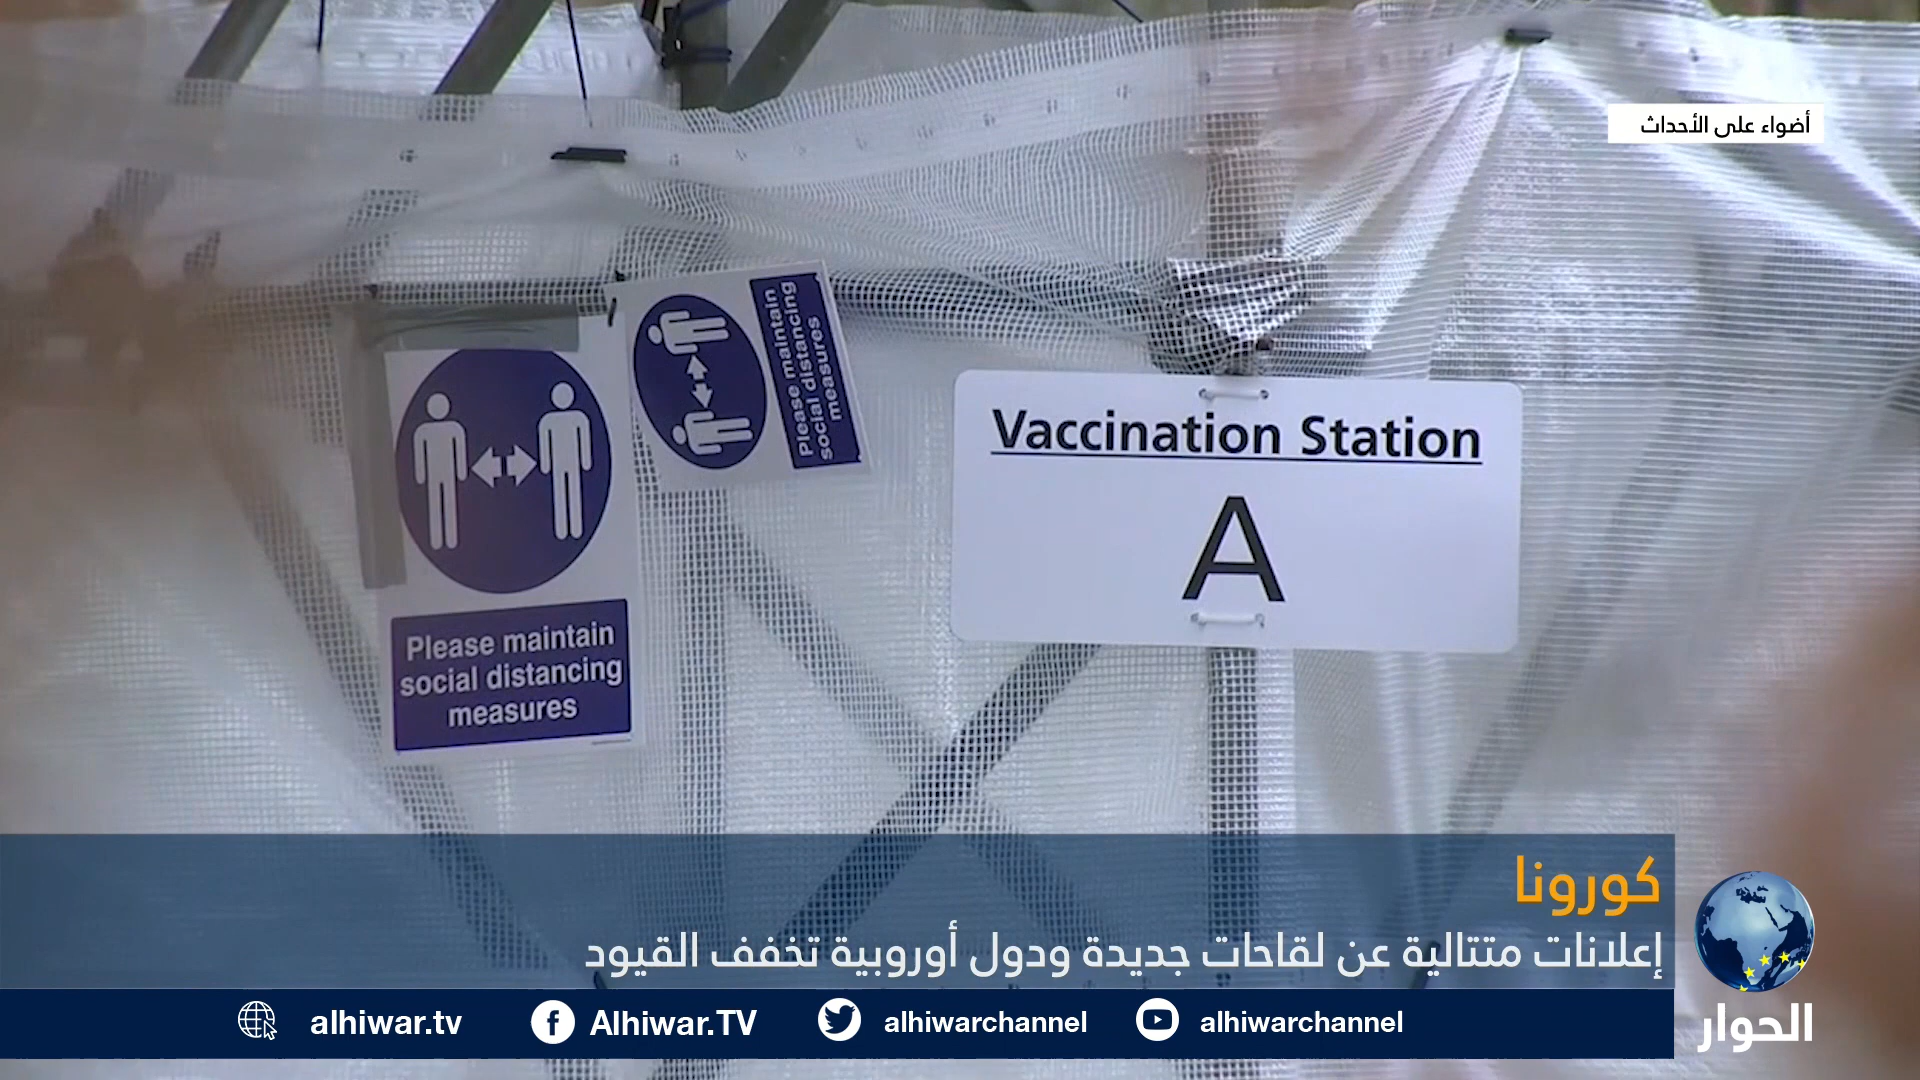 أضواء على الأحداث
Please maintain
social distancing
measures
Please maintain
social distancing
measures
Vaccination Station
A
كورونا
إعلانات متتالية عن لقاحات جديدة ودول أوروبية تخفف القيود
alhiwar.tv
Alhiwar.TV
alhiwarchannel
alhiwarchannel
الحوار